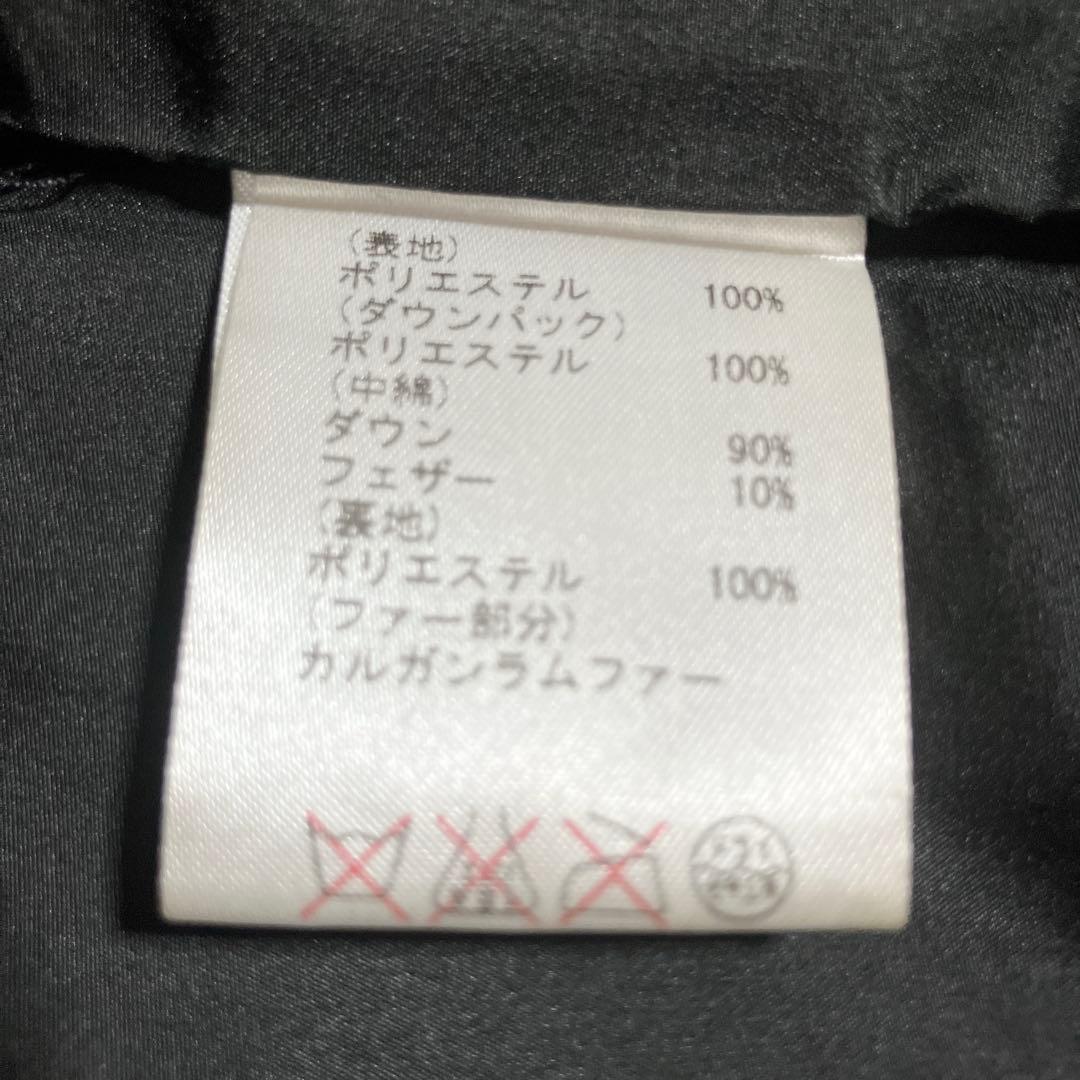 (表地)
ポリエステル 100%
(ダウンパック)
ポリエステル 100%
(中綿)
ダウン 90%
フェザー 10%
(裏地)
ポリエステル 100%
(ファー部分)
カルガンラムファー